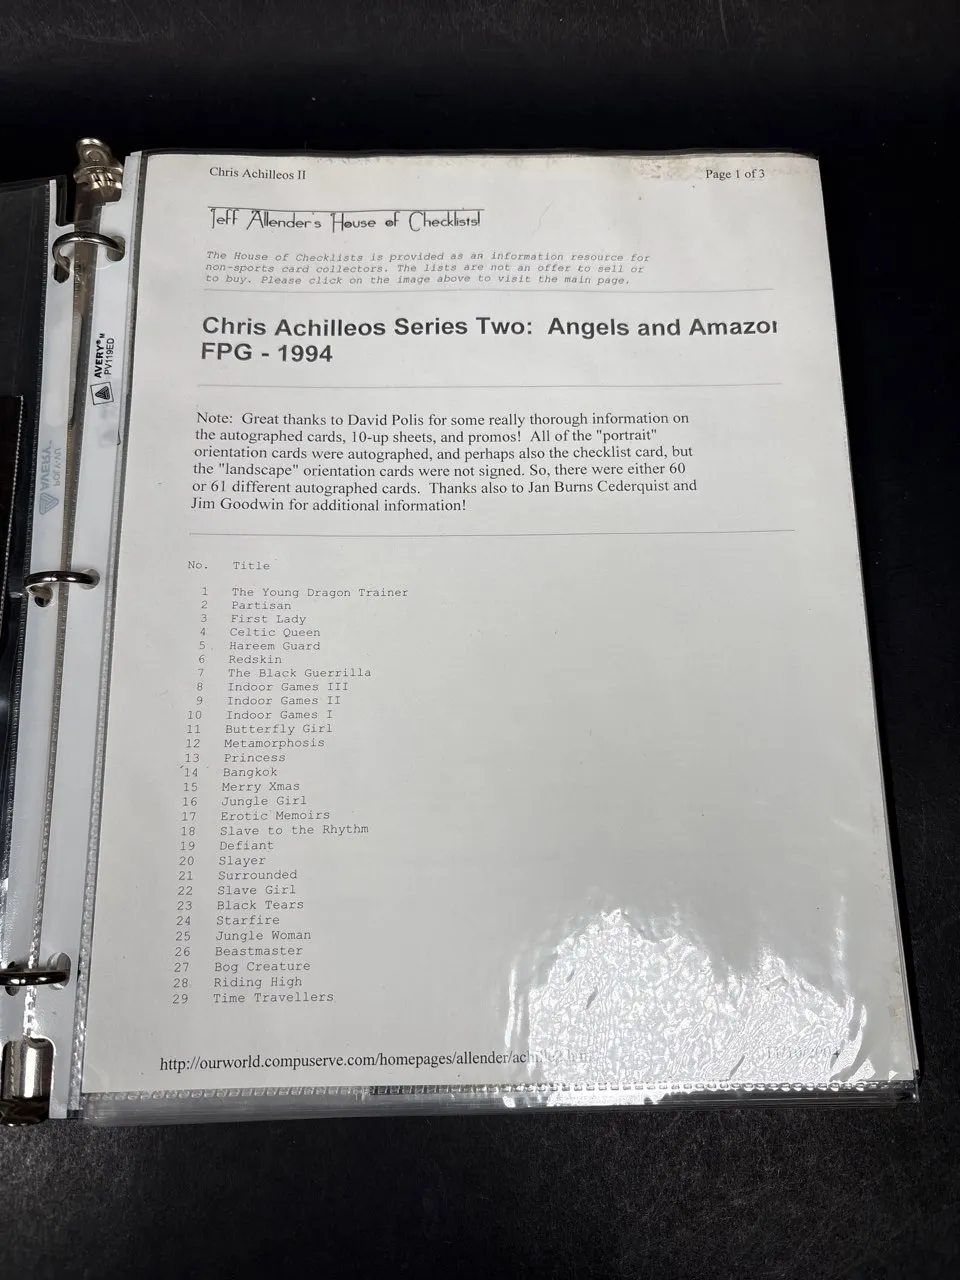 Chris Achilleos II
Page 1 of 3
Jeff Allender's House of Checklists!
The House of Checklists is provided as an information resource for
non-sports card collectors. The lists are not an offer to sell or
to buy. Please click on the image above to visit the main page.
Chris Achilleos Series Two: Angels and Amazo
FPG - 1994
Note: Great thanks to David Polis for some really thorough information on
the autographed cards, 10-up sheets, and promos! All of the "portrait"
orientation cards were autographed, and perhaps also the checklist card, but
the "landscape" orientation cards were not signed. So, there were either 60
or 61 different autographed cards. Thanks also to Jan Burns Cederquist and
Jim Goodwin for additional information!
No. Title
1 The Young Dragon Trainer
2 Partisan
3 First Lady
4 Celtic Queen
5 Hareem Guard
6 Redskin
7 The Black Guerrilla
8 Indoor Games III
9 Indoor Games II
10 Indoor Games I
11 Butterfly Girl
12 Metamorphosis
13 Princess
14 Bangkok
15 Merry Xmas
16 Jungle Girl
17 Erotic Memoirs
18 Slave to the Rhythm
19 Defiant
20 Slayer
21 Surrounded
22 Slave Girl
23 Black Tears
24 Starfire
25 Jungle Woman
26 Beastmaster
27 Bog Creature
28 Riding High
29 Time Travellers
http://ourworld.compuserve.com/homepages/allender/ach
AVERY™
PV119ED
AVERY